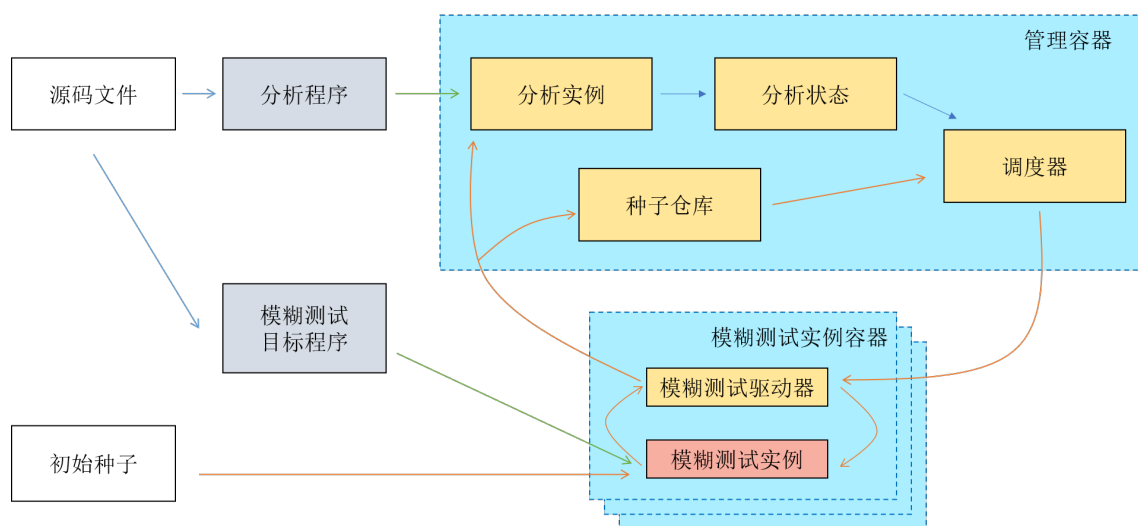 管理容器
源码文件
分析程序
分析实例
分析状态
调度器
种子仓库
模糊测试
目标程序
模糊测试实例容器
模糊测试驱动器
初始种子
模糊测试实例